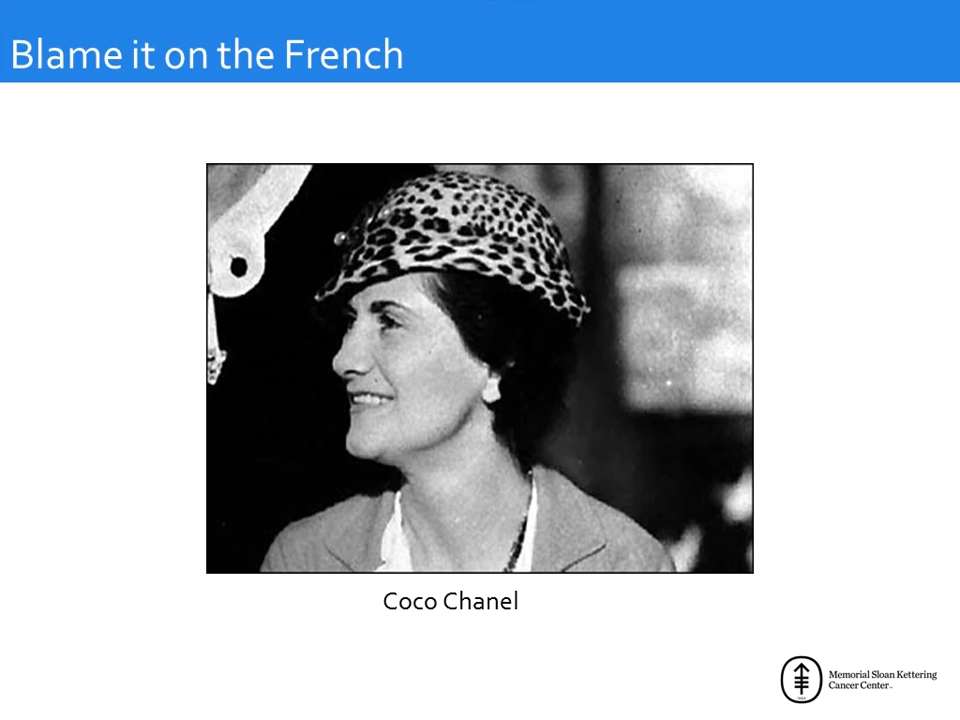 Blame it on the French
Coco Chanel
Memorial Sloan Kettering
Cancer Center